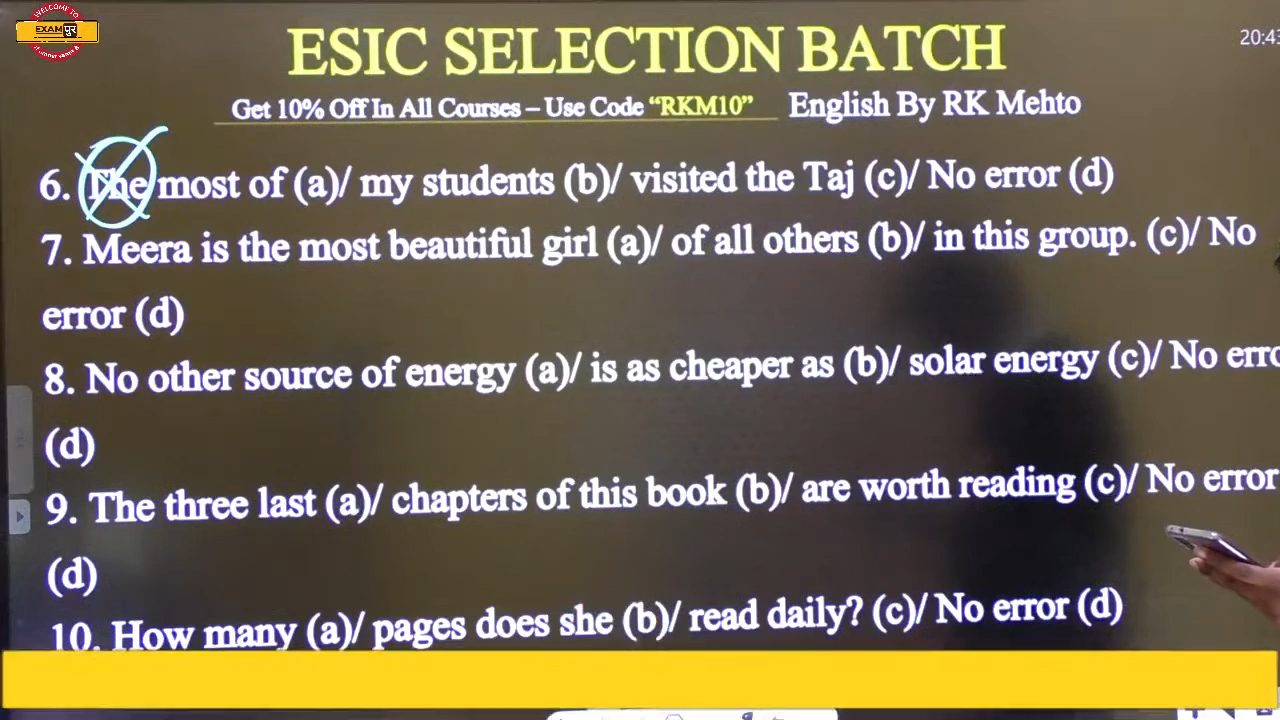 WELCOME TO
EXAM पुर
ESIC SELECTION BATCH
20:43
Get 10% Off In All Courses – Use Code “RKM10” English By RK Mehto
6. The most of (a)/ my students (b)/ visited the Taj (c)/ No error (d)
7. Meera is the most beautiful girl (a)/ of all others (b)/ in this group. (c)/ No
error (d)
8. No other source of energy (a)/ is as cheaper as (b)/ solar energy (c)/ No erro
(d)
9. The three last (a)/ chapters of this book (b)/ are worth reading (c)/ No error
(d)
10. How many (a)/ pages does she (b)/ read daily? (c)/ No error (d)